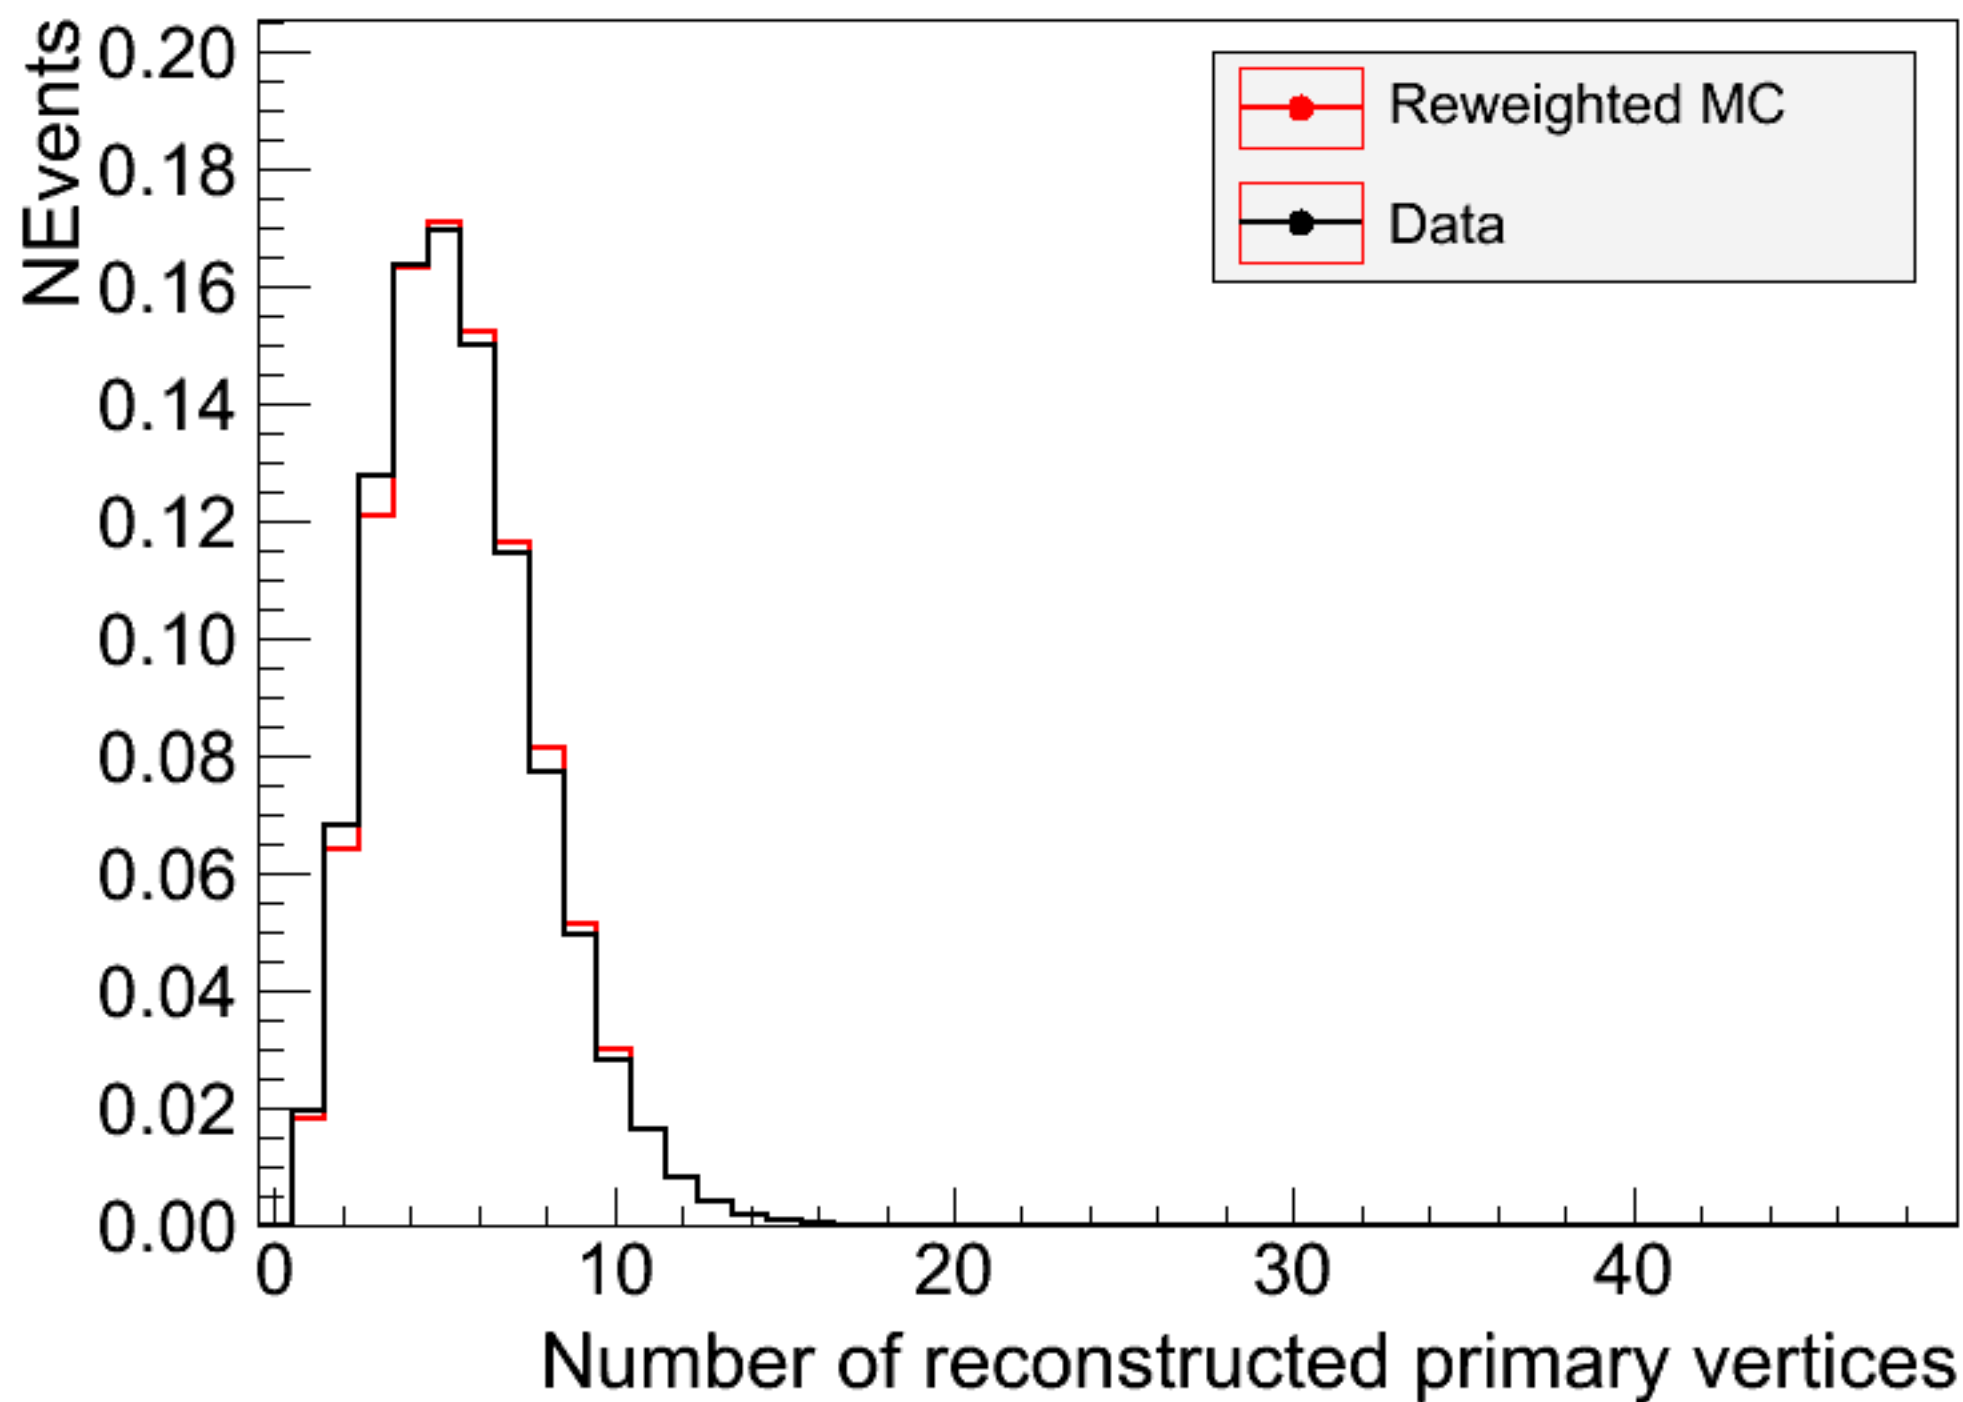 NEvents
0.20
0.18
0.16
0.14
0.12
0.10
0.08
0.06
0.04
0.02
0.00
Reweighted MC
Data
0 10 20 30 40
Number of reconstructed primary vertices